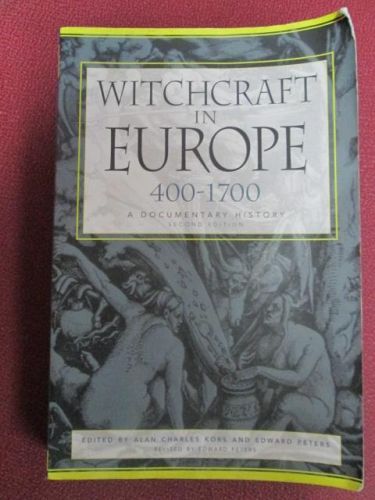 WITCHCRAFT
IN
EUROPE
400-1700
A DOCUMENTARY HISTORY
SECOND EDITION
EDITED BY ALAN CHARLES KORS AND EDWARD PETERS
REVISED BY EDWARD PETERS